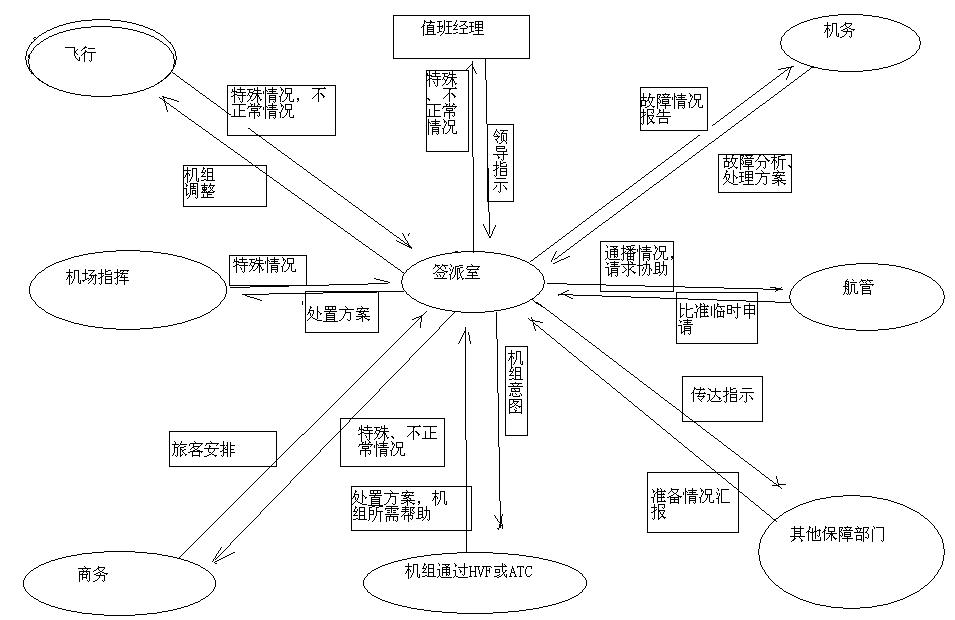 飞行
值班经理
机务
特殊情况，不
正常情况
特殊
、不
正常
情况
故障情况
报告
领
导
指
示
故障分析、
处理方案
机组
调整
机场指挥
特殊情况
签派室
通播情况，
请求协助
航管
处置方案
比准临时申
请
机
组
意
图
传达指示
旅客安排
特殊、不正
常情况
处置方案，机
组所需帮助
准备情况汇
报
其他保障部门
商务
机组通过HVF或ATC